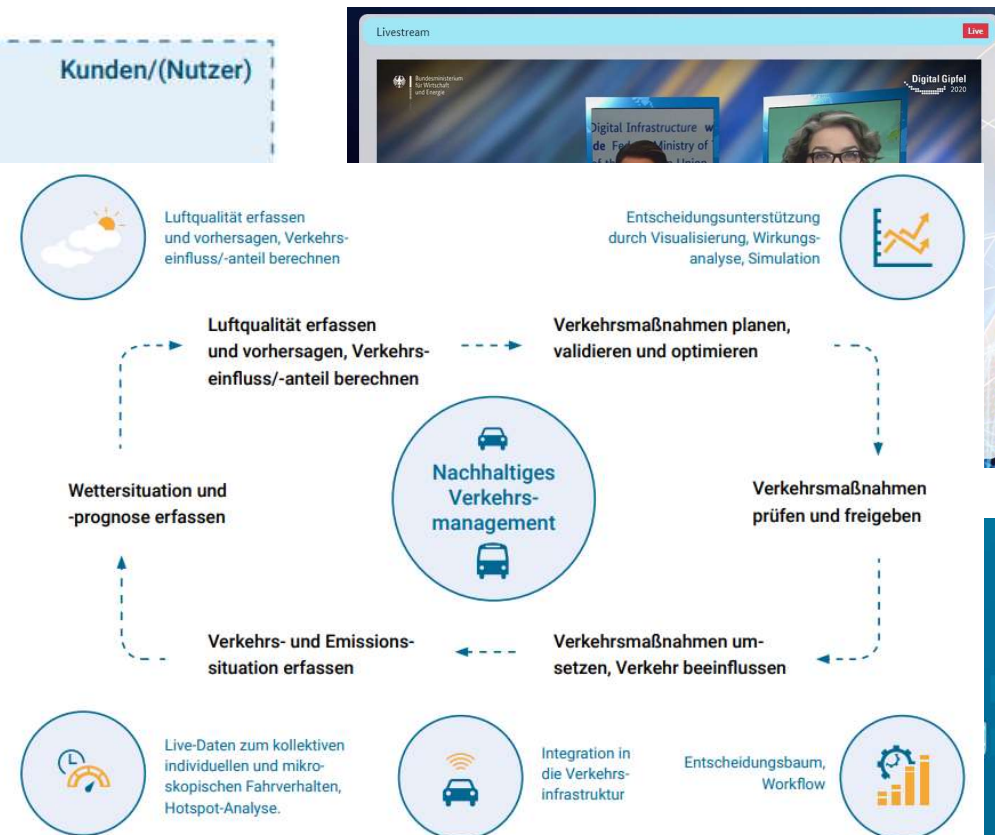 Kunden/(Nutzer)
Livestream
Live
Bundesministerium
für Wirtschaft
und Energie
Digital Gipfel
2020
Digital Infrastructure
de Ministry of
Luftqualität erfassen
und vorhersagen, Verkehrs-
einfluss/-anteil berechnen
Entscheidungsunterstützung
durch Visualisierung, Wirkungs-
analyse, Simulation
Luftqualität erfassen
und vorhersagen, Verkehrs-
einfluss/-anteil berechnen
Verkehrsmaßnahmen planen,
validieren und optimieren
Nachhaltiges
Verkehrs-
management
Wettersituation und
-prognose erfassen
Verkehrsmaßnahmen
prüfen und freigeben
Verkehrs- und Emissions-
situation erfassen
Verkehrsmaßnahmen um-
setzen, Verkehr beeinflussen
Live-Daten zum kollektiven
individuellen und mikro-
skopischen Fahrverhalten,
Hotspot-Analyse.
Integration in
die Verkehrs-
infrastruktur
Entscheidungsbaum,
Workflow